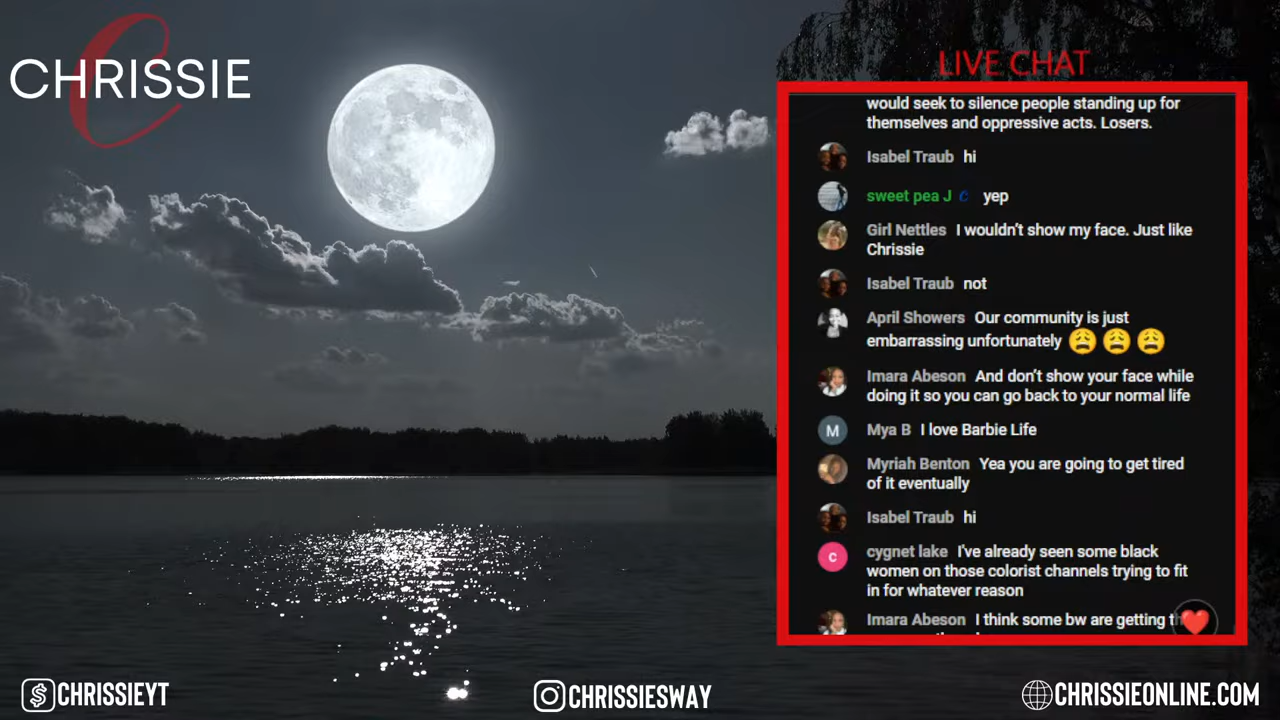 CHRISSIE
LIVE CHAT
would seek to silence people standing up for
themselves and oppressive acts. Losers.
Isabel Traub hi
sweet pea J C yep
Girl Nettles I wouldn't show my face. Just like
Chrissie
Isabel Traub not
April Showers Our community is just
embarrassing unfortunately 😩 😩 😩
Imara Abeson And don't show your face while
doing it so you can go back to your normal life
M Mya B I love Barbie Life
Myriah Benton Yea you are going to get tired
of it eventually
Isabel Traub hi
c cygnet lake I've already seen some black
women on those colorist channels trying to fit
in for whatever reason
Imara Abeson I think some bw are getting
$ CHRISSIEYT
CHRISSIESWAY
CHRISSIEONLINE.COM